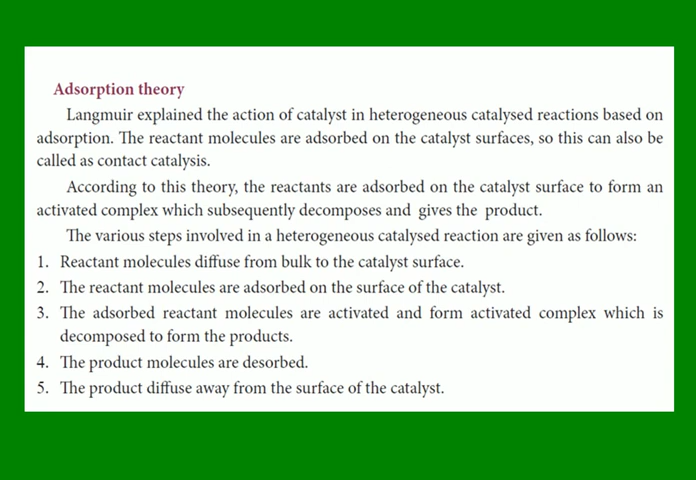 Adsorption theory
Langmuir explained the action of catalyst in heterogeneous catalysed reactions based on
adsorption. The reactant molecules are adsorbed on the catalyst surfaces, so this can also be
called as contact catalysis.
According to this theory, the reactants are adsorbed on the catalyst surface to form an
activated complex which subsequently decomposes and gives the product.
The various steps involved in a heterogeneous catalysed reaction are given as follows:
1. Reactant molecules diffuse from bulk to the catalyst surface.
2. The reactant molecules are adsorbed on the surface of the catalyst.
3. The adsorbed reactant molecules are activated and form activated complex which is
decomposed to form the products.
4. The product molecules are desorbed.
5. The product diffuse away from the surface of the catalyst.